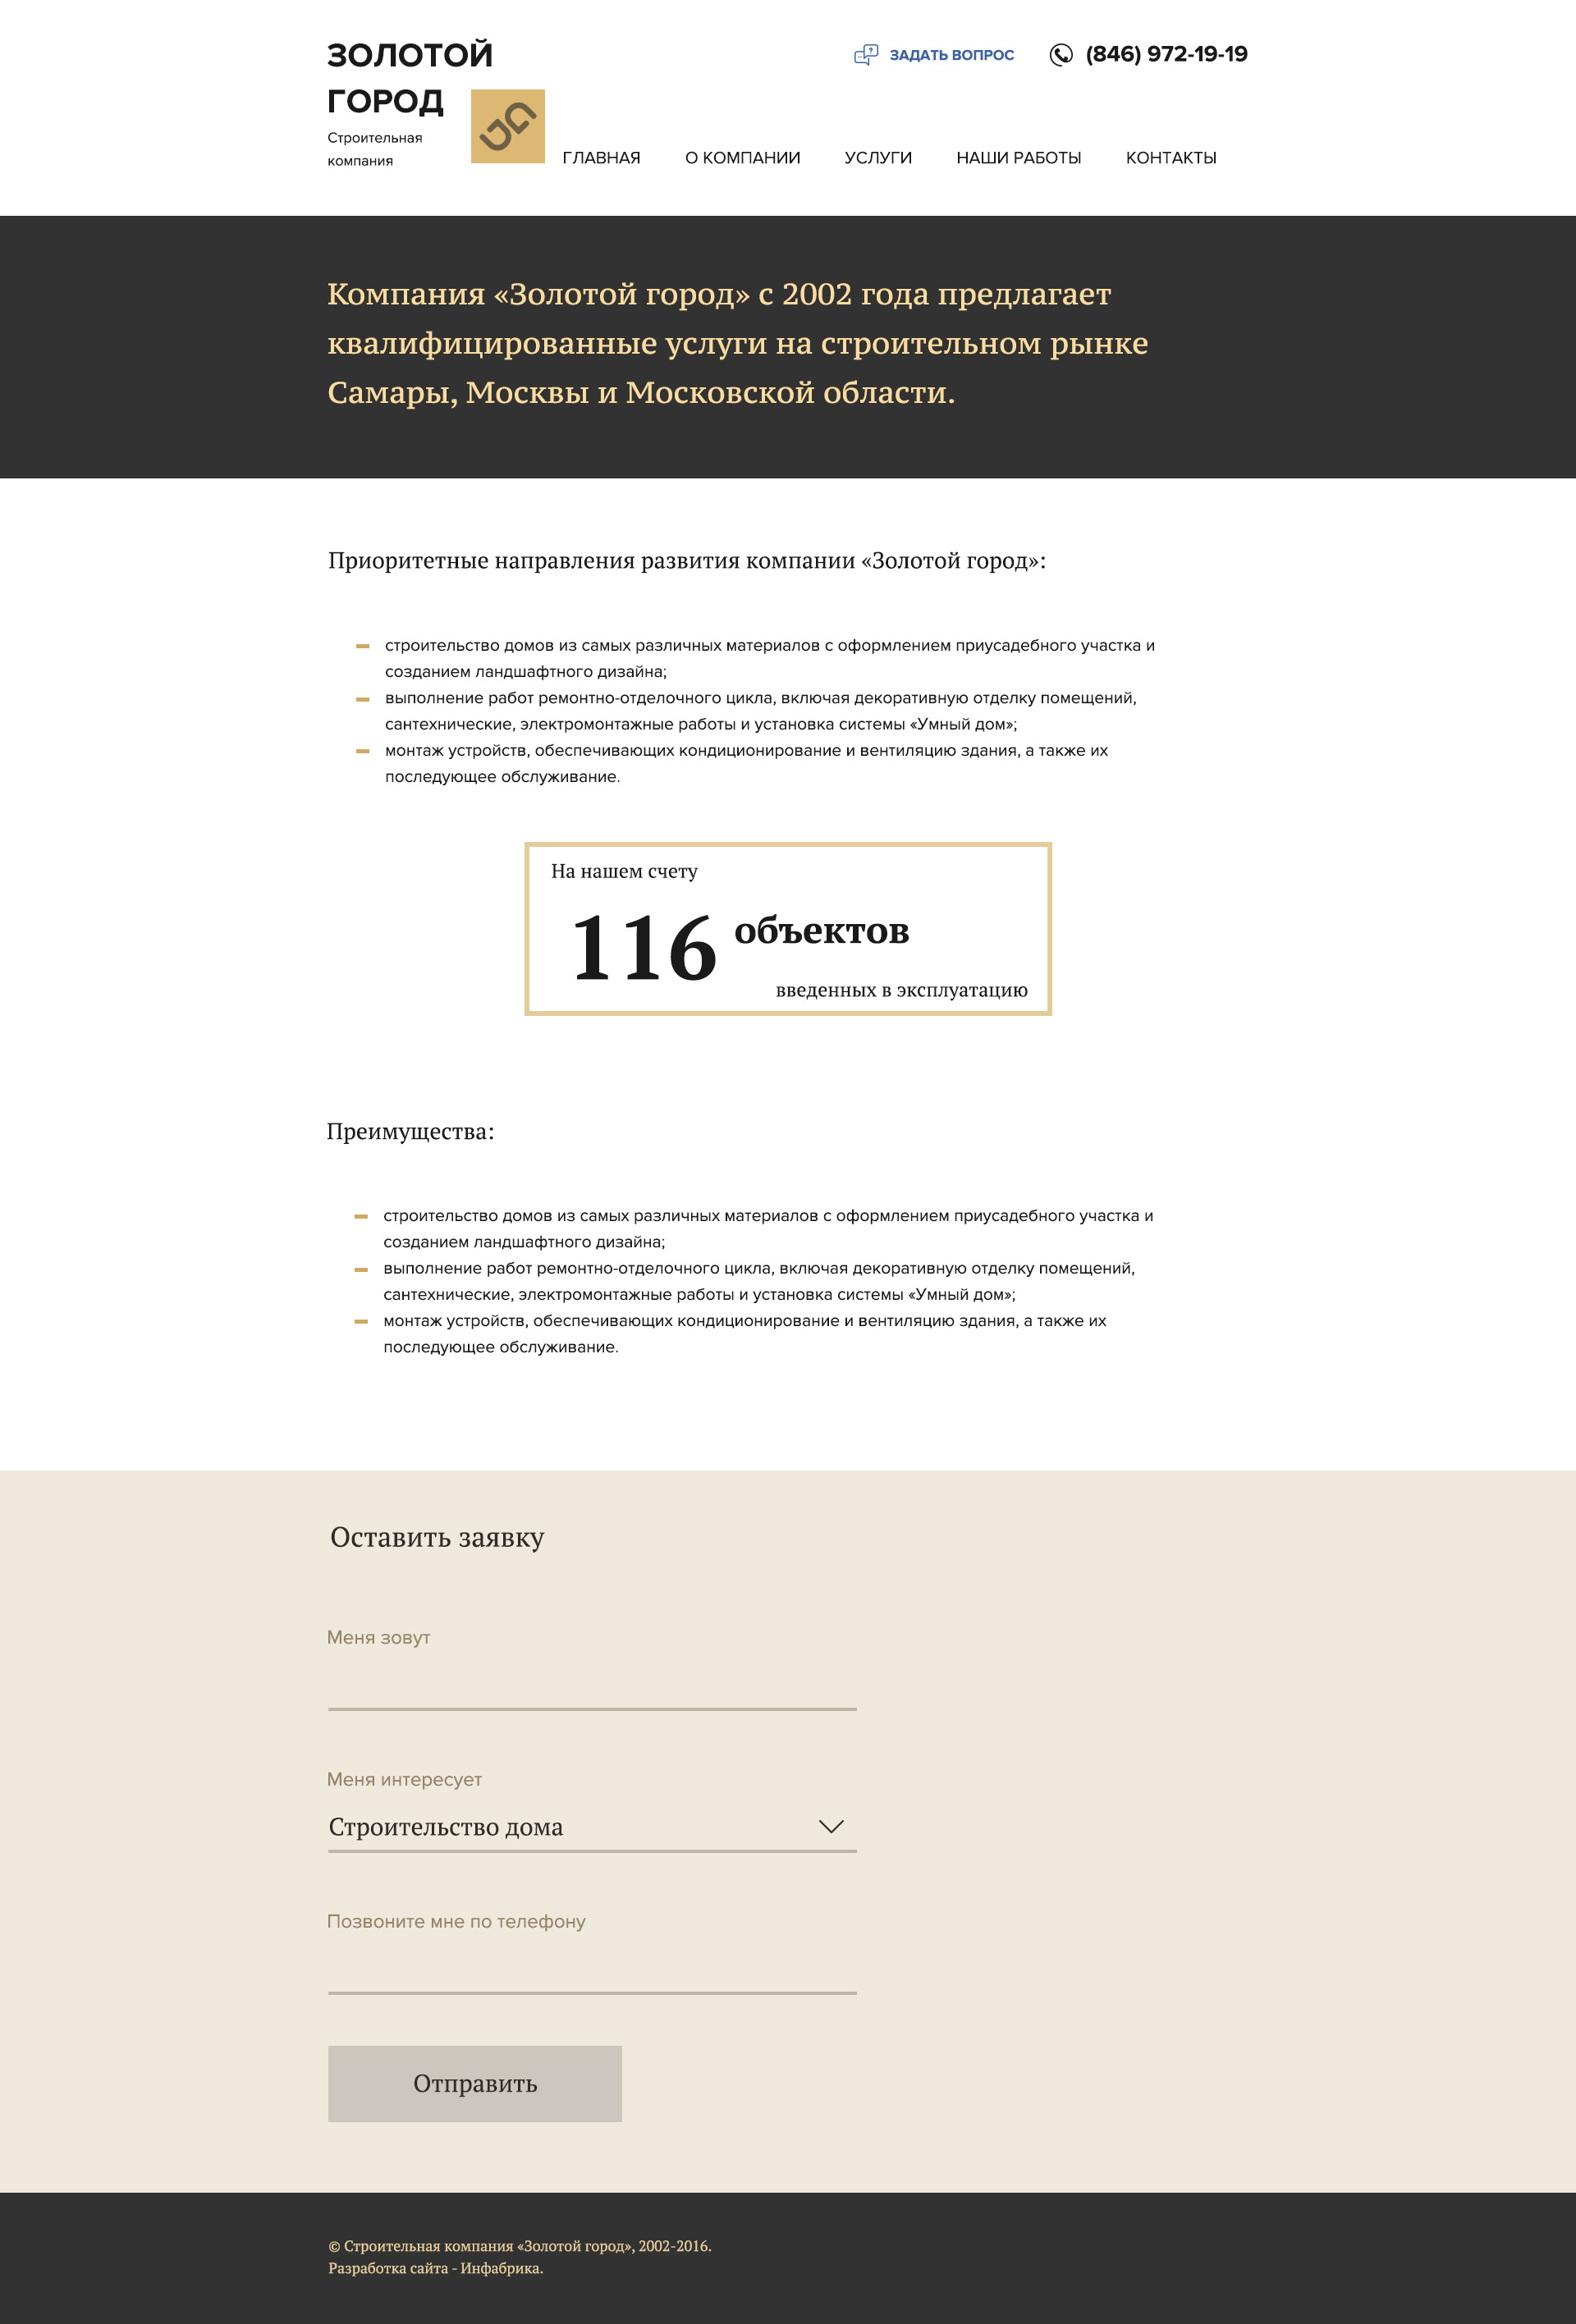 ЗОЛОТОЙ
ГОРОД
Строительная
компания
ЗАДАТЬ ВОПРОС
(846) 972-19-19
ГЛАВНАЯ О КОМПАНИИ УСЛУГИ НАШИ РАБОТЫ КОНТАКТЫ
Компания «Золотой город» с 2002 года предлагает
квалифицированные услуги на строительном рынке
Самары, Москвы и Московской области.
Приоритетные направления развития компании «Золотой город»:
строительство домов из самых различных материалов с оформлением приусадебного участка и
созданием ландшафтного дизайна;
выполнение работ ремонтно-отделочного цикла, включая декоративную отделку помещений,
сантехнические, электромонтажные работы и установка системы «Умный дом»;
монтаж устройств, обеспечивающих кондиционирование и вентиляцию здания, а также их
последующее обслуживание.
На нашем счету
116 объектов
введенных в эксплуатацию
Преимущества:
строительство домов из самых различных материалов с оформлением приусадебного участка и
созданием ландшафтного дизайна;
выполнение работ ремонтно-отделочного цикла, включая декоративную отделку помещений,
сантехнические, электромонтажные работы и установка системы «Умный дом»;
монтаж устройств, обеспечивающих кондиционирование и вентиляцию здания, а также их
последующее обслуживание.
Оставить заявку
Меня зовут
Меня интересует
Строительство дома
Позвоните мне по телефону
Отправить
© Строительная компания «Золотой город», 2002-2016.
Разработка сайта - Инфабрика.